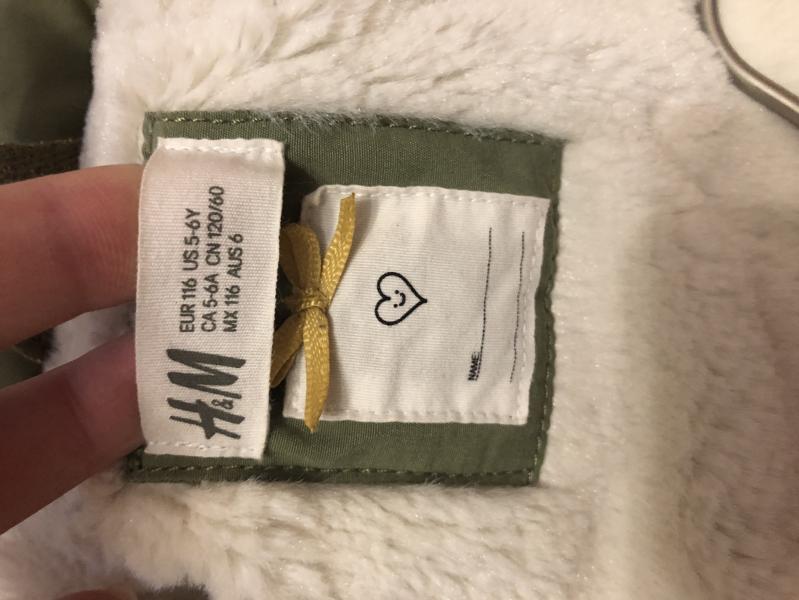 H&M
EUR 116 US 5-6Y
CA 5-6A CN 120/60
MX 116 AUS 6
NAME: